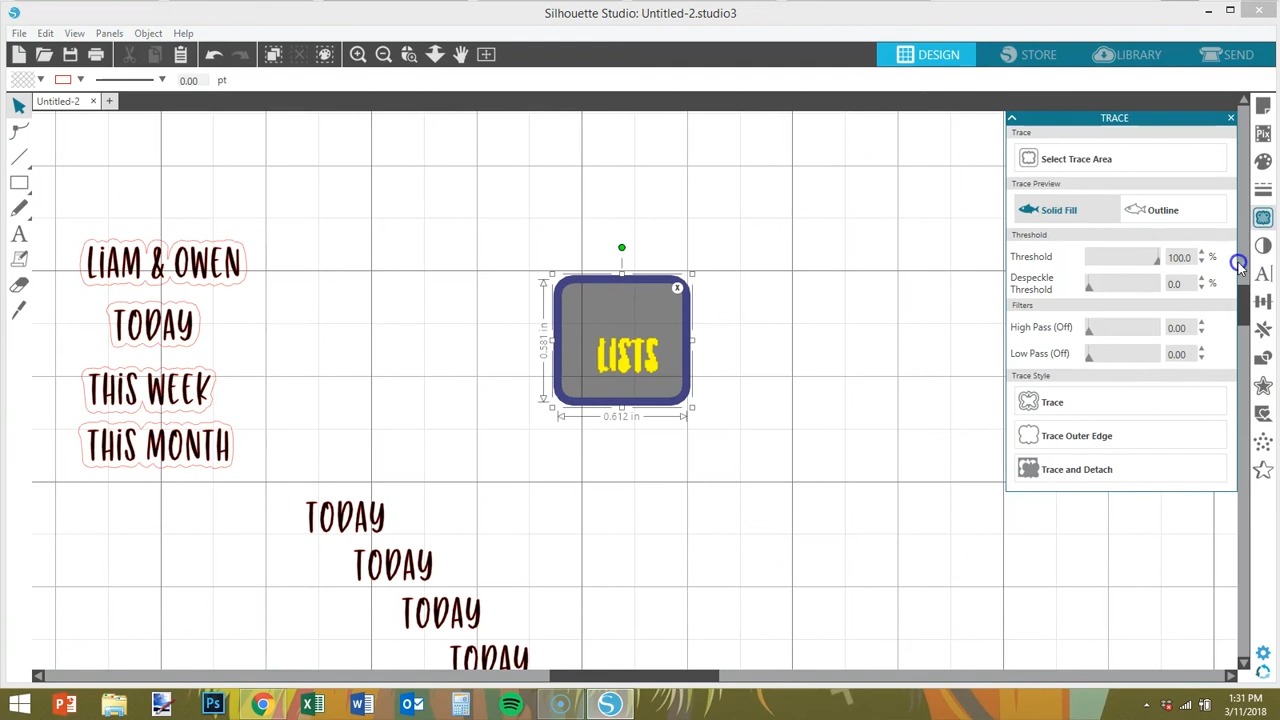 Silhouette Studio: Untitled-2.studio3
File Edit View Panels Object Help
DESIGN STORE LIBRARY SEND
0.00 pt
Untitled-2 × +
TRACE
Trace
Select Trace Area
Trace Preview
Solid Fill Outline
Threshold
Threshold 100.0 %
Despeckle Threshold 0.0 %
Filters
High Pass (Off) 0.00
Low Pass (Off) 0.00
Trace Style
Trace
Trace Outer Edge
Trace and Detach
LiAM & OWEN
TODAY
THiS WEEK
THiS MONTH
X
LISTS
0.581 in
0.612 in
TODAY
TODAY
TODAY
TODAY
1:31 PM
3/11/2018